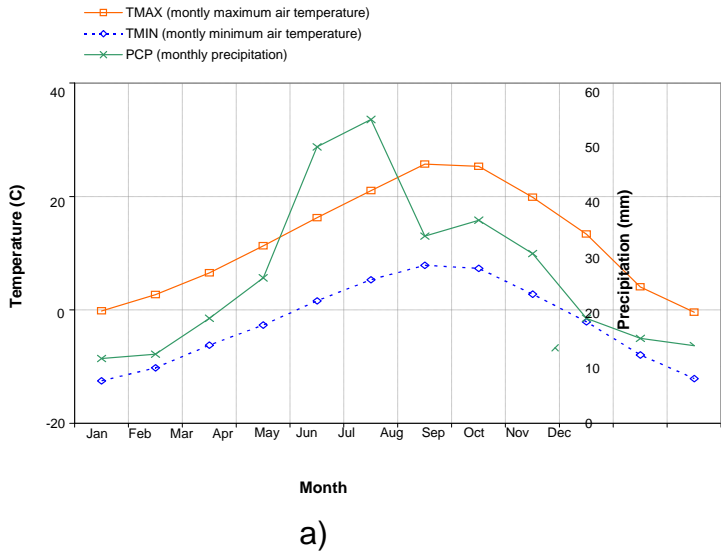 TMAX (montly maximum air temperature)
TMIN (montly minimum air temperature)
PCP (monthly precipitation)
40
20
0
-20
Temperature (C)
60
50
40
30
20
10
0
Precipitation (mm)
Jan Feb Mar Apr May Jun Jul Aug Sep Oct Nov Dec
Month
a)